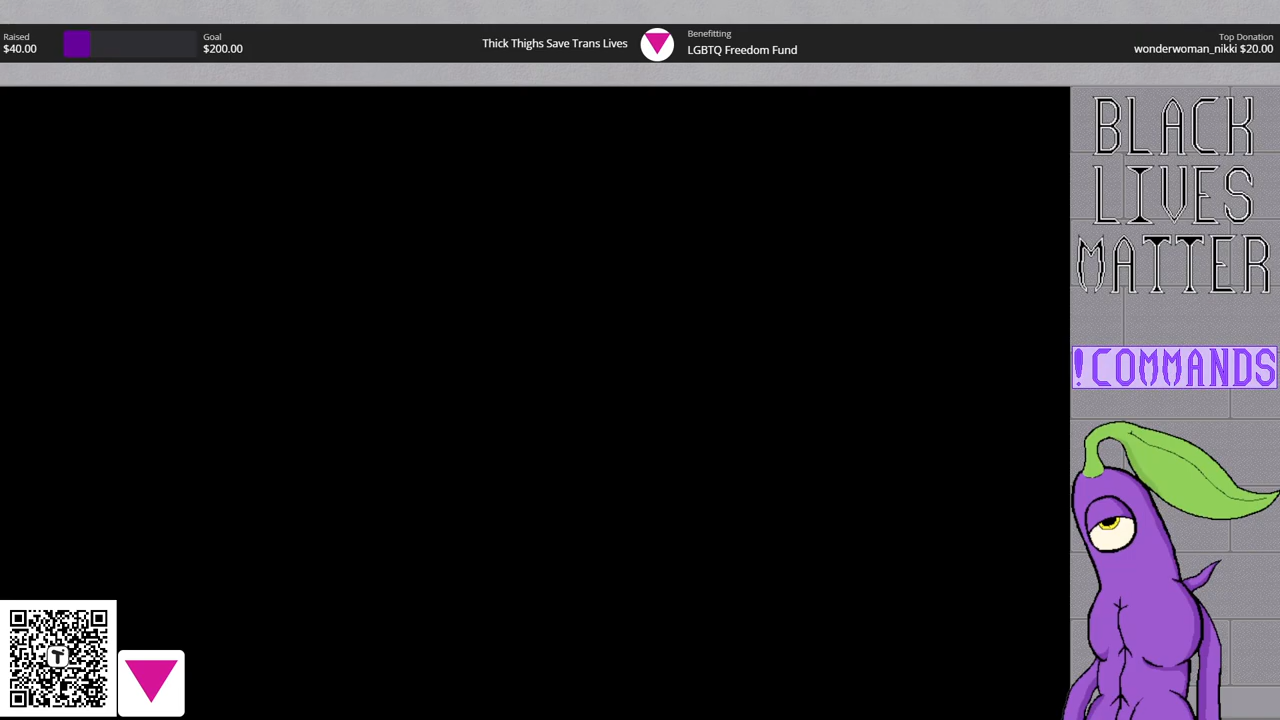 Raised
$40.00
Goal
$200.00
Thick Thighs Save Trans Lives
Benefitting
LGBTQ Freedom Fund
Top Donation
wonderwoman_nikki $20.00
BLACK
LIVES
MATTER
!COMMANDS
T